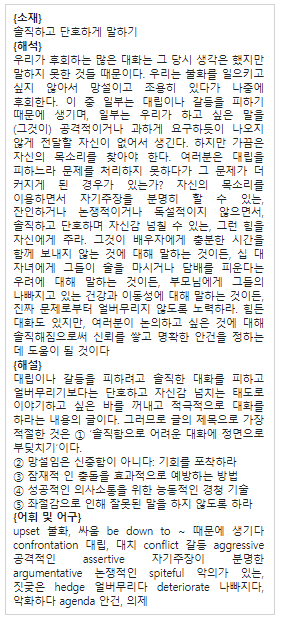 {소재}
솔직하고 단호하게 말하기
{해석}
우리가 후회하는 많은 대화는 그 당시 생각은 했지만
말하지 못한 것들 때문이다. 우리는 불화를 일으키고
싶지 않아서 망설이고 조용히 있다가 나중에
후회한다. 이 중 일부는 대립이나 갈등을 피하기
때문에 생기며, 일부는 우리가 하고 싶은 말을
(그것이) 공격적이거나 과하게 요구하듯이 나오지
않게 전달할 자신이 없어서 생긴다. 하지만 가끔은
자신의 목소리를 찾아야 한다. 여러분은 대립을
피하느라 문제를 처리하지 못하다가 그 문제가 더
커지게 된 경우가 있는가? 자신의 목소리를
이용하면서 자기주장을 분명히 할 수 있는,
잔인하거나 논쟁적이거나 독설적이지 않으면서,
솔직하고 단호하며 자신감 넘칠 수 있는, 그런 힘을
자신에게 주라. 그것이 배우자에게 충분한 시간을
함께 보내지 않는 것에 대해 말하는 것이든, 십 대
자녀에게 그들이 술을 마시거나 담배를 피운다는
우려에 대해 말하는 것이든, 부모님에게 그들의
나빠지고 있는 건강과 이동성에 대해 말하는 것이든,
진짜 문제로부터 얼버무리지 않도록 노력하라. 힘든
대화도 있지만, 여러분이 논의하고 싶은 것에 대해
솔직해짐으로써 신뢰를 쌓고 명확한 안건을 정하는
데 도움이 될 것이다
{해설}
대립이나 갈등을 피하려고 솔직한 대화를 피하고
얼버무리기보다는 단호하고 자신감 넘치는 태도로
이야기하고 싶은 바를 꺼내고 적극적으로 대화를
하라는 내용의 글이다. 그러므로 글의 제목으로 가장
적절한 것은 ① ‘솔직함으로 어려운 대화에 정면으로
부딪치기’이다.
② 망설임은 신중함이 아니다: 기회를 포착하라
③ 잠재적 인 충돌을 효과적으로 예방하는 방법
④ 성공적인 의사소통을 위한 능동적인 경청 기술
⑤ 좌절감으로 인해 잘못된 말을 하지 않도록 하라
{어휘 및 어구}
upset 불화, 싸움 be down to ~ 때문에 생기다
confrontation 대립, 대치 conflict 갈등 aggressive
공격적인 assertive 자기주장이 분명한
argumentative 논쟁적인 spiteful 악의가 있는,
짓궂은 hedge 얼버무리다 deteriorate 나빠지다,
악화하다 agenda 안건, 의제